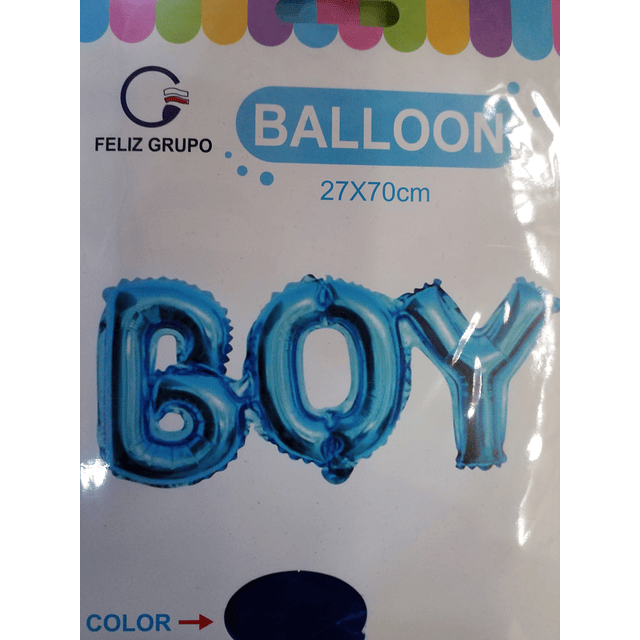 FELIZ GRUPO
BALLOON
27X70cm
BOY
COLOR